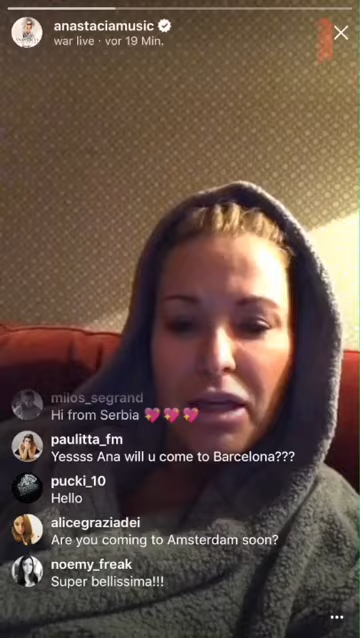 anastaciamusic
war live · vor 19 Min.
milos_segrand
Hi from Serbia 💖💖💖
paulitta_fm
Yessss Ana will u come to Barcelona???
pucki_10
Hello
alicegraziadei
Are you coming to Amsterdam soon?
noemy_freak
Super bellissima!!!